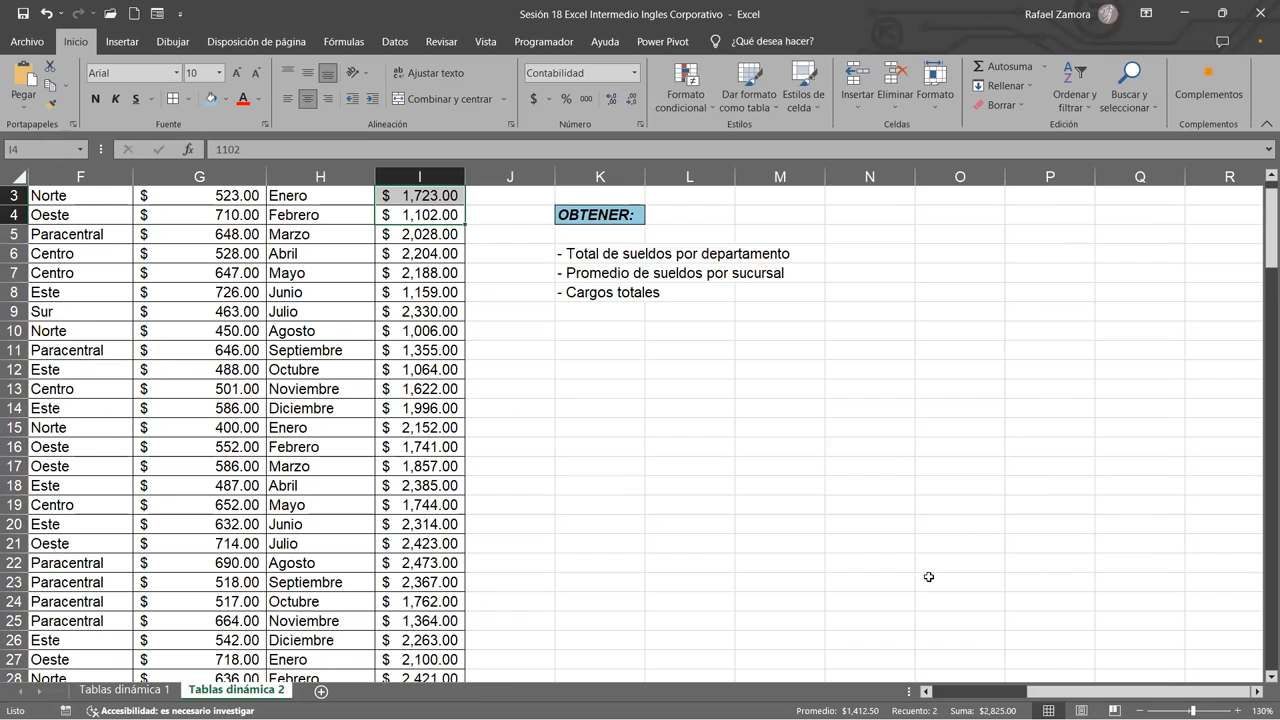 Sesión 18 Excel Intermedio Ingles Corporativo - Excel
Rafael Zamora
Archivo Inicio Insertar Dibujar Disposición de página Fórmulas Datos Revisar Vista Programador Ayuda Power Pivot ¿Qué desea hacer?
Pegar
Arial 10
N K S
Ajustar texto
Combinar y centrar
Contabilidad
$ % 000
Formato condicional
Dar formato como tabla
Estilos de celda
Insertar Eliminar Formato
Autosuma
Rellenar
Borrar
Ordenar y filtrar
Buscar y seleccionar
Complementos
Portapapeles Fuente Alineación Número Estilos Celdas Edición Complementos
I4 fx 1102
F G H I J K L M N O P Q R
3 Norte $ 523.00 Enero $ 1,723.00
4 Oeste $ 710.00 Febrero $ 1,102.00 OBTENER:
5 Paracentral $ 648.00 Marzo $ 2,028.00
6 Centro $ 528.00 Abril $ 2,204.00 - Total de sueldos por departamento
7 Centro $ 647.00 Mayo $ 2,188.00 - Promedio de sueldos por sucursal
8 Este $ 726.00 Junio $ 1,159.00 - Cargos totales
9 Sur $ 463.00 Julio $ 2,330.00
10 Norte $ 450.00 Agosto $ 1,006.00
11 Paracentral $ 646.00 Septiembre $ 1,355.00
12 Este $ 488.00 Octubre $ 1,064.00
13 Centro $ 501.00 Noviembre $ 1,622.00
14 Este $ 586.00 Diciembre $ 1,996.00
15 Norte $ 400.00 Enero $ 2,152.00
16 Oeste $ 552.00 Febrero $ 1,741.00
17 Oeste $ 586.00 Marzo $ 1,857.00
18 Este $ 487.00 Abril $ 2,385.00
19 Centro $ 652.00 Mayo $ 1,744.00
20 Este $ 632.00 Junio $ 2,314.00
21 Oeste $ 714.00 Julio $ 2,423.00
22 Paracentral $ 690.00 Agosto $ 2,473.00
23 Paracentral $ 518.00 Septiembre $ 2,367.00
24 Paracentral $ 517.00 Octubre $ 1,762.00
25 Paracentral $ 664.00 Noviembre $ 1,364.00
26 Este $ 542.00 Diciembre $ 2,263.00
27 Oeste $ 718.00 Enero $ 2,100.00
28 Norte $ 636.00 Febrero $ 2,421.00
Tablas dinámica 1 Tablas dinámica 2
Listo Accesibilidad: es necesario investigar Promedio: $1,412.50 Recuento: 2 Suma: $2,825.00 130%